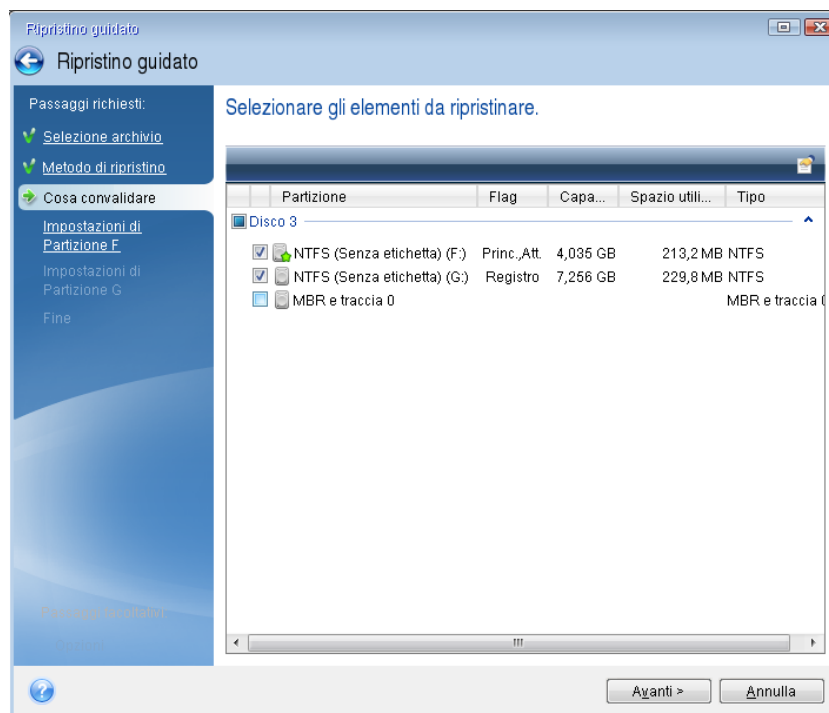 Ripristino guidato
Ripristino guidato
Passaggi richiesti:
Selezione archivio
Metodo di ripristino
Cosa convalidare
Impostazioni di
Partizione F
Impostazioni di
Partizione G
Fine
Selezionare gli elementi da ripristinare.
Partizione Flag Capa... Spazio utili... Tipo
Disco 3
NTFS (Senza etichetta) (F:) Princ.,Att. 4,035 GB 213,2 MB NTFS
NTFS (Senza etichetta) (G:) Registro 7,256 GB 229,8 MB NTFS
MBR e traccia 0 MBR e traccia
Avanti >
Annulla